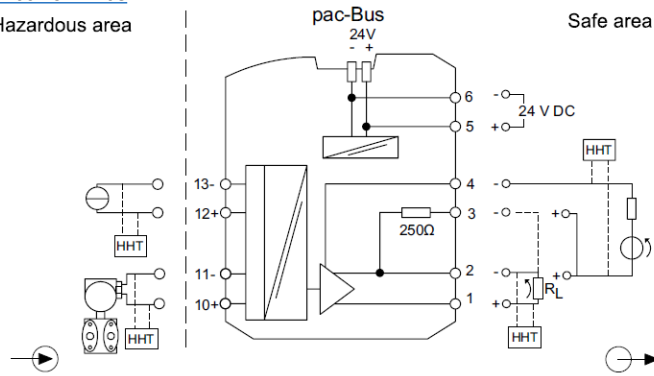 Hazardous area
pac-Bus
Safe area
24V
- +
6 -
24 V DC
5 +
HHT
13-
4 -
12+
3 - +
250Ω
HHT
11-
2 - +
RL
10+
1 +
HHT
HHT